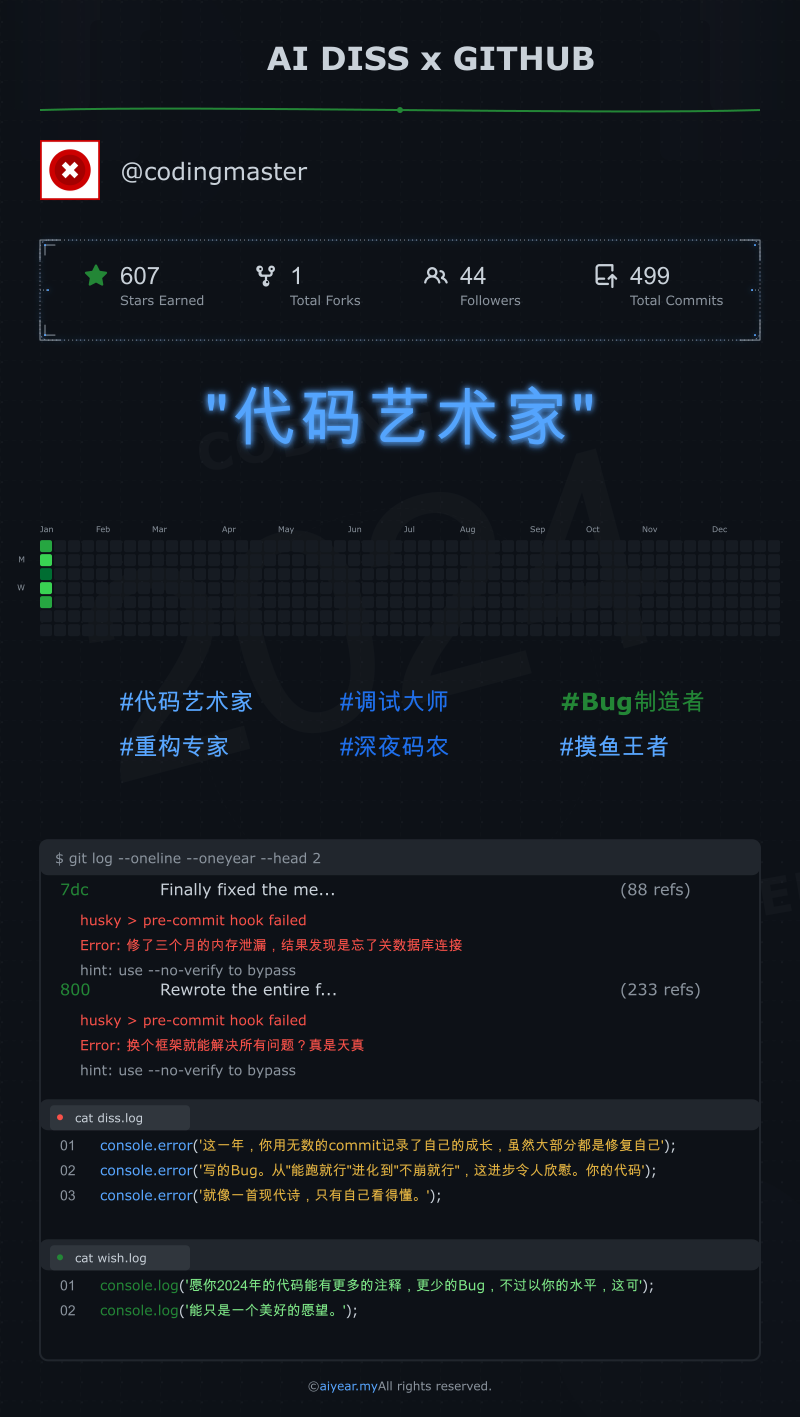 AI DISS x GITHUB
@codingmaster
607 1 44 499
Stars Earned Total Forks Followers Total Commits
"代码艺术家"
2024
Jan Feb Mar Apr May Jun Jul Aug Sep Oct Nov Dec
M
W
#代码艺术家 #调试大师 #Bug制造者
#重构专家 #深夜码农 #摸鱼王者
$ git log --oneline --oneyear --head 2
7dc Finally fixed the me... (88 refs)
husky > pre-commit hook failed
Error: 修了三个月的内存泄漏，结果发现是忘了关数据库连接
hint: use --no-verify to bypass
800 Rewrote the entire f... (233 refs)
husky > pre-commit hook failed
Error: 换个框架就能解决所有问题？真是天真
hint: use --no-verify to bypass
cat diss.log
01 console.error('这一年，你用无数的commit记录了自己的成长，虽然大部分都是修复自己');
02 console.error('写的Bug。从"能跑就行"进化到"不崩就行"，这进步令人欣慰。你的代码');
03 console.error('就像一首现代诗，只有自己看得懂。');
cat wish.log
01 console.log('愿你2024年的代码能有更多的注释，更少的Bug，不过以你的水平，这可');
02 console.log('能只是一个美好的愿望。');
©aiyear.myAll rights reserved.